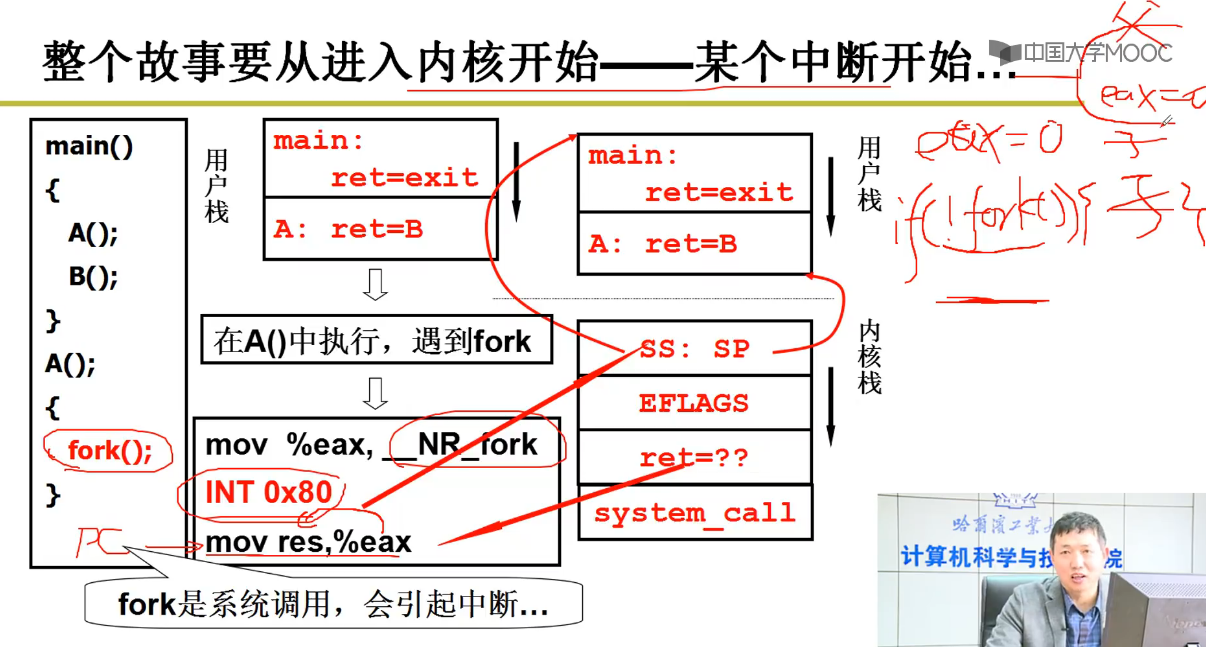 整个故事要从进入内核开始——某个中断开始…
中国大学MOOC
父
eax=0
eax=0 子
if(!fork()){子}
main()
{
A();
B();
}
A();
{
fork();
}
PC
用户栈
main:
ret=exit
A: ret=B
在A()中执行，遇到fork
mov %eax, __NR_fork
INT 0x80
mov res,%eax
fork是系统调用，会引起中断…
main:
ret=exit
A: ret=B
用户栈
SS: SP
EFLAGS
ret=??
system_call
内核栈
哈尔滨工业大
计算机科学与技 院